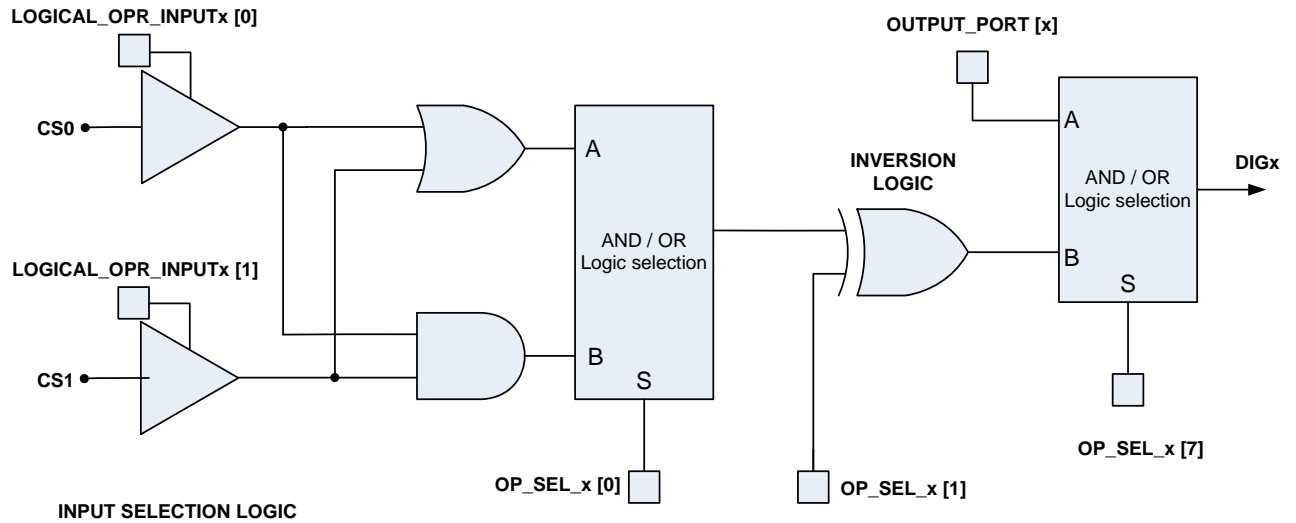 LOGICAL_OPR_INPUTx [0]
OUTPUT_PORT [x]
CS0
A
A
INVERSION
LOGIC
DIGx
AND / OR
Logic selection
AND / OR
Logic selection
LOGICAL_OPR_INPUTx [1]
B
S
CS1
B
S
OP_SEL_x [7]
OP_SEL_x [0]
OP_SEL_x [1]
INPUT SELECTION LOGIC